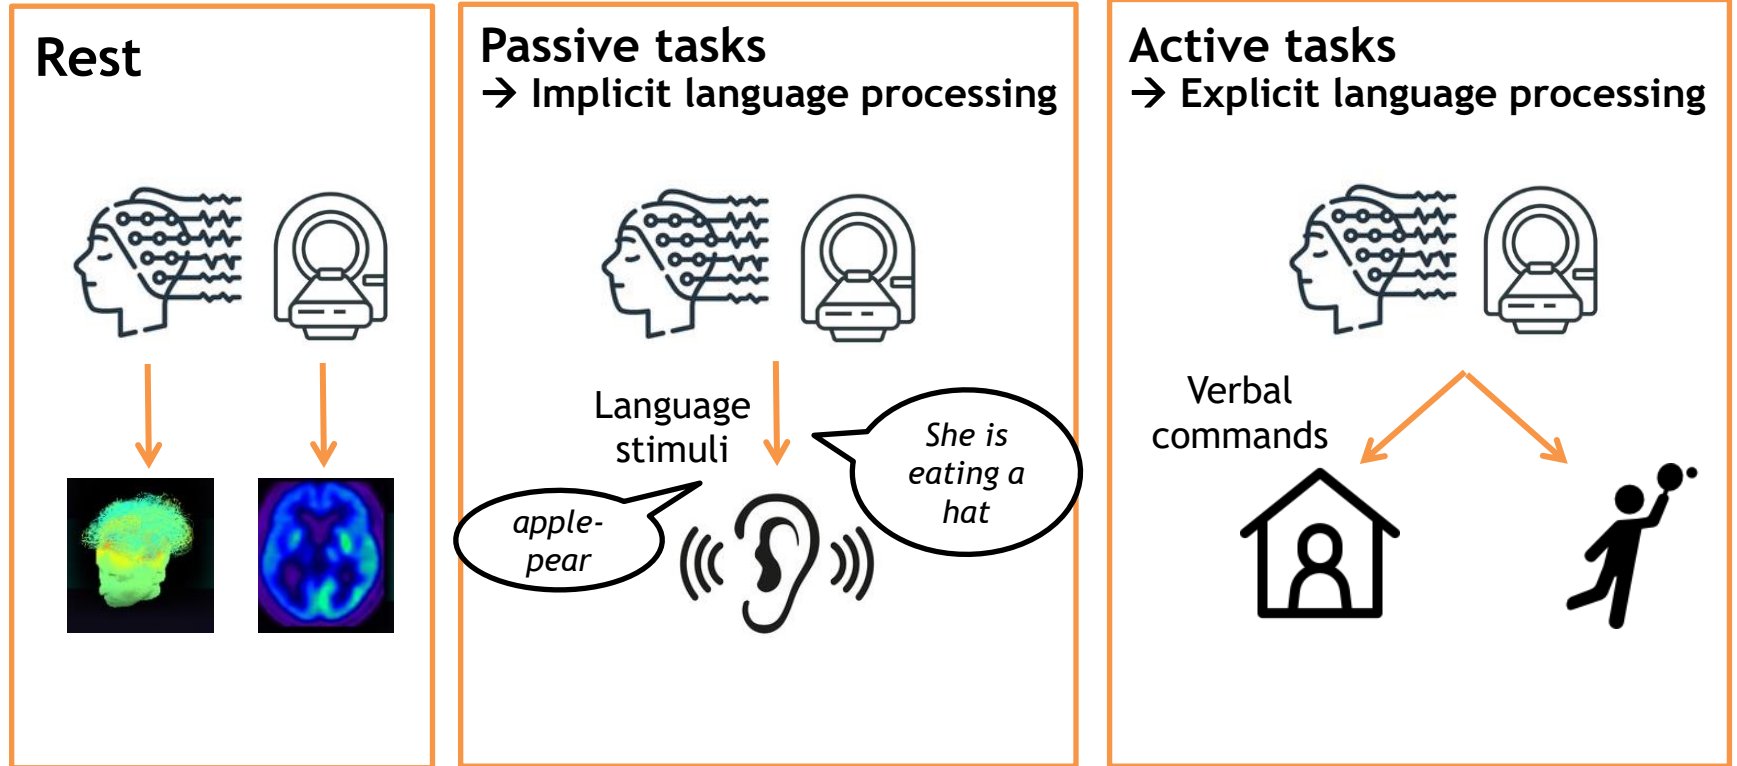 Rest
Passive tasks
→ Implicit language processing
Language
stimuli
She is
eating a
hat
apple-
pear
Active tasks
→ Explicit language processing
Verbal
commands